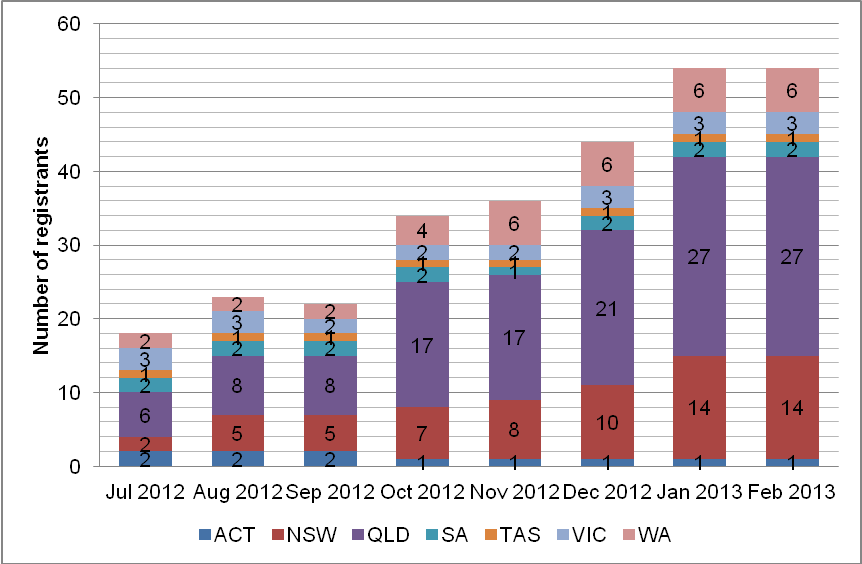 60
50
40
30
20
10
0
Number of registrants
2 1 3 2 6 2 2
2 3 1 2 8 5 2
2 2 1 2 8 5 2
4 2 1 2 17 7 1
6 2 1 1 17 8 1
6 3 1 2 21 10 1
6 3 1 2 27 14 1
6 3 1 2 27 14 1
Jul 2012 Aug 2012 Sep 2012 Oct 2012 Nov 2012 Dec 2012 Jan 2013 Feb 2013
ACT NSW QLD SA TAS VIC WA